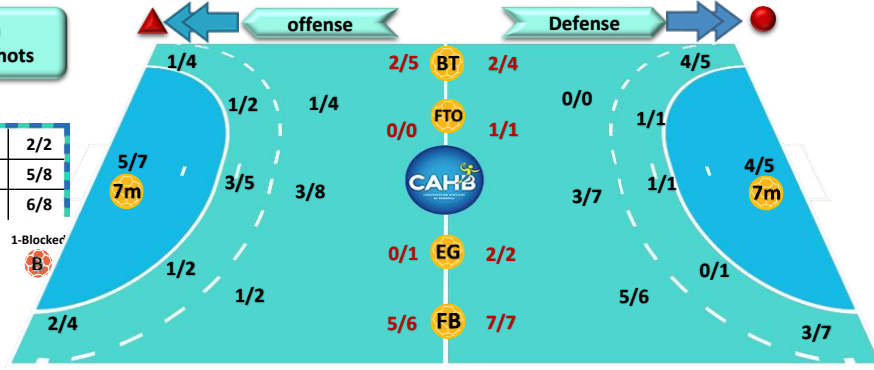 offense
Defense
hots
1/4
2/5 BT 2/4
4/5
1/2
1/4
0/0
1/1
FTO
0/0
1/1
2/2
5/8
6/8
5/7
7m
3/5
3/8
CAHB
3/7
1/1
4/5
7m
1-Blocked
B
1/2
1/2
0/1 EG 2/2
0/1
5/6
2/4
5/6 FB 7/7
3/7